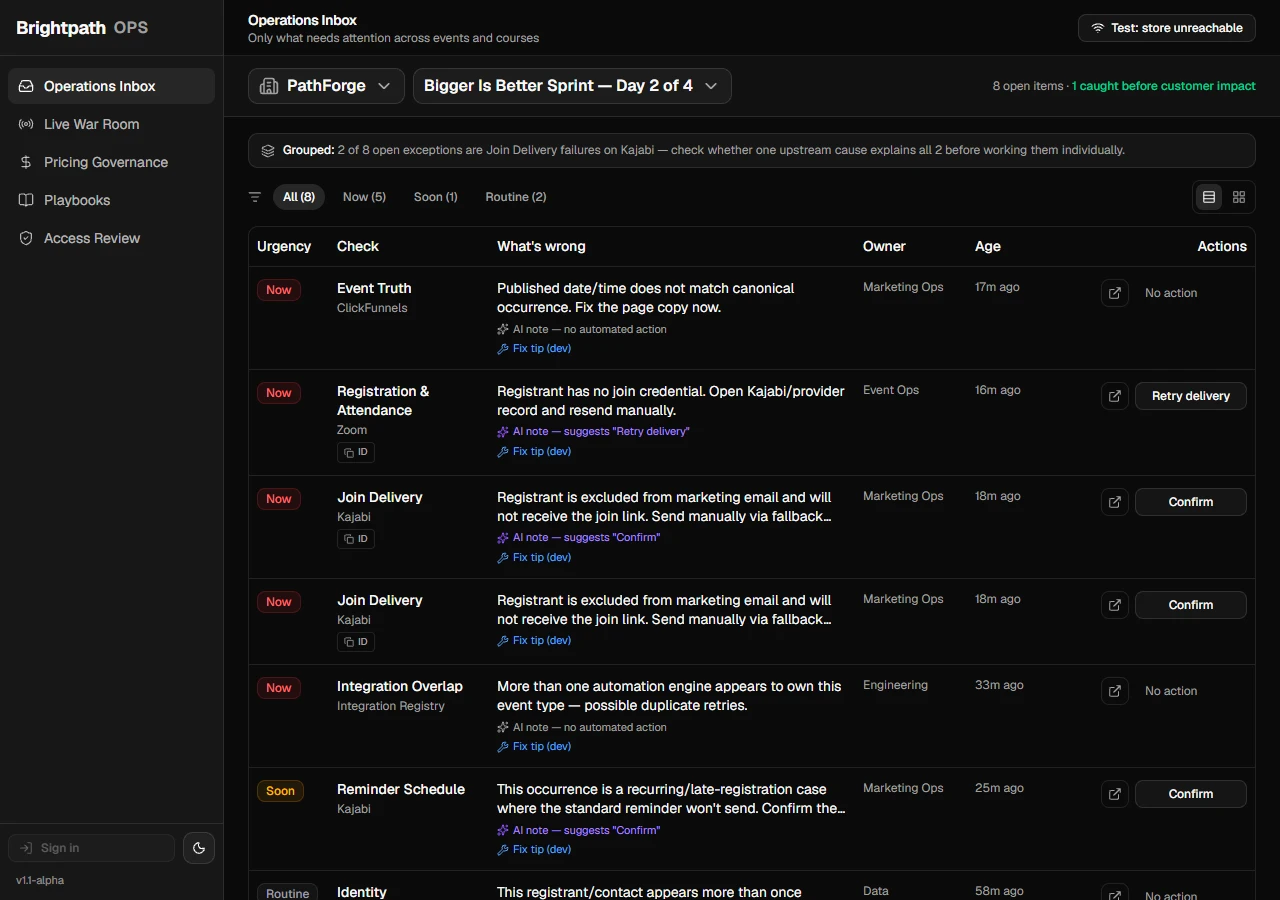 Brightpath OPS
Operations Inbox
Live War Room
Pricing Governance
Playbooks
Access Review
Sign in
v1.1-alpha
Operations Inbox
Only what needs attention across events and courses
Test: store unreachable
PathForge
Bigger Is Better Sprint — Day 2 of 4
8 open items · 1 caught before customer impact
Grouped: 2 of 8 open exceptions are Join Delivery failures on Kajabi — check whether one upstream cause explains all 2 before working them individually.
All (8) Now (5) Soon (1) Routine (2)
Urgency Check What's wrong Owner Age Actions
Now
Event Truth
ClickFunnels
Published date/time does not match canonical
occurrence. Fix the page copy now.
AI note — no automated action
Fix tip (dev)
Marketing Ops
17m ago
No action
Now
Registration &
Attendance
Zoom
ID
Registrant has no join credential. Open Kajabi/provider
record and resend manually.
AI note — suggests "Retry delivery"
Fix tip (dev)
Event Ops
16m ago
Retry delivery
Now
Join Delivery
Kajabi
ID
Registrant is excluded from marketing email and will
not receive the join link. Send manually via fallback...
AI note — suggests "Confirm"
Fix tip (dev)
Marketing Ops
18m ago
Confirm
Now
Join Delivery
Kajabi
ID
Registrant is excluded from marketing email and will
not receive the join link. Send manually via fallback...
Fix tip (dev)
Marketing Ops
18m ago
Confirm
Now
Integration Overlap
Integration Registry
More than one automation engine appears to own this
event type — possible duplicate retries.
AI note — no automated action
Fix tip (dev)
Engineering
33m ago
No action
Soon
Reminder Schedule
Kajabi
This occurrence is a recurring/late-registration case
where the standard reminder won't send. Confirm the...
AI note — suggests "Confirm"
Fix tip (dev)
Marketing Ops
25m ago
Confirm
Routine
Identity
This registrant/contact appears more than once
Data
58m ago
No action